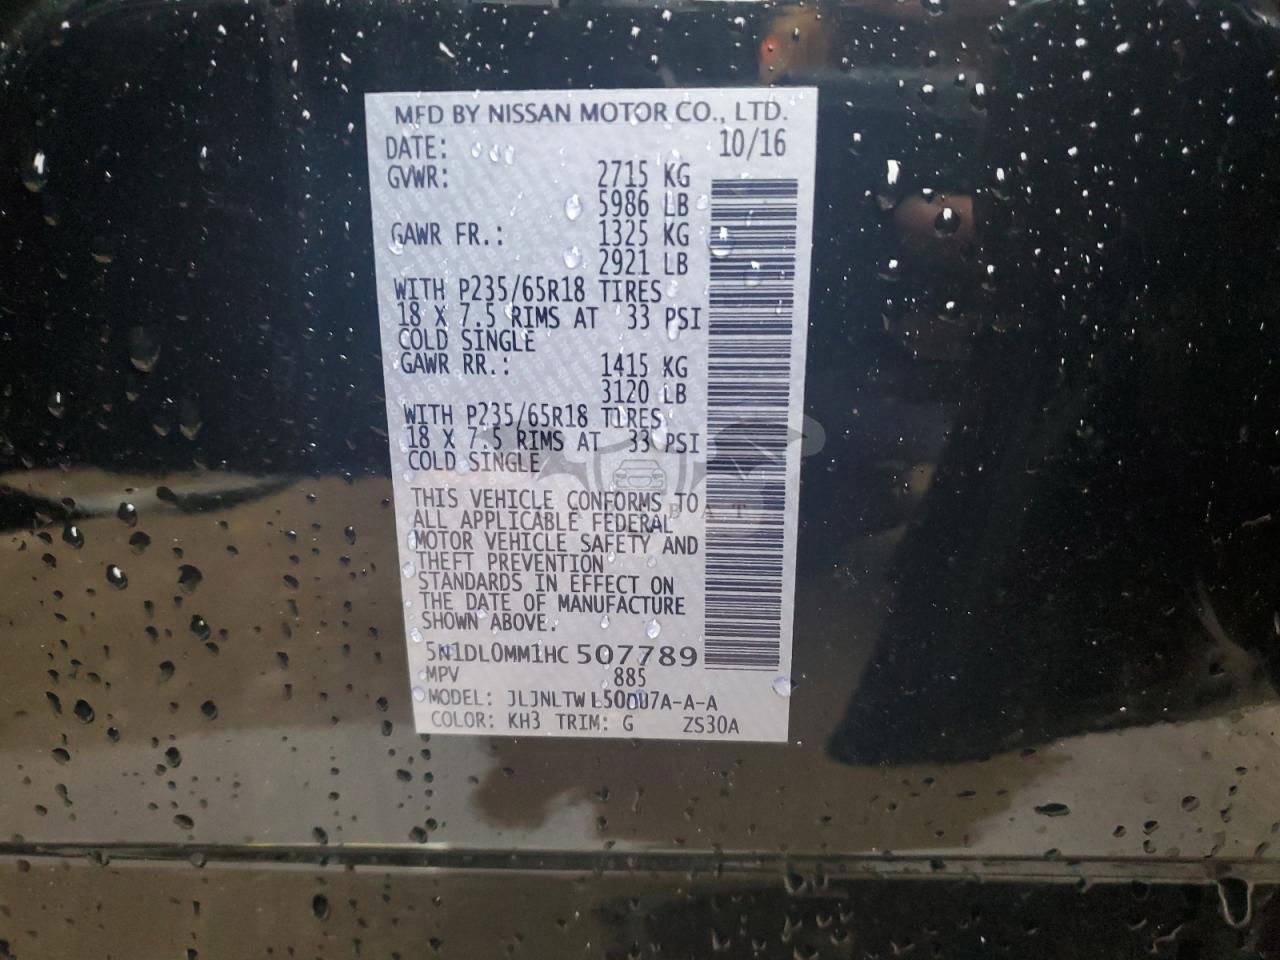 MFD BY NISSAN MOTOR CO., LTD.
DATE: 10/16
GVWR: 2715 KG
5986 LB
GAWR FR.: 1325 KG
2921 LB
WITH P235/65R18 TIRES
18 X 7.5 RIMS AT 33 PSI
COLD SINGLE
GAWR RR.: 1415 KG
3120 LB
WITH P235/65R18 TIRES
18 X 7.5 RIMS AT 33 PSI
COLD SINGLE
THIS VEHICLE CONFORMS TO
ALL APPLICABLE FEDERAL
MOTOR VEHICLE SAFETY AND
THEFT PREVENTION
STANDARDS IN EFFECT ON
THE DATE OF MANUFACTURE
SHOWN ABOVE.
5N1DL0MM1HC507789
MPV 885
MODEL:
COLOR: KH3 TRIM: G ZS30A